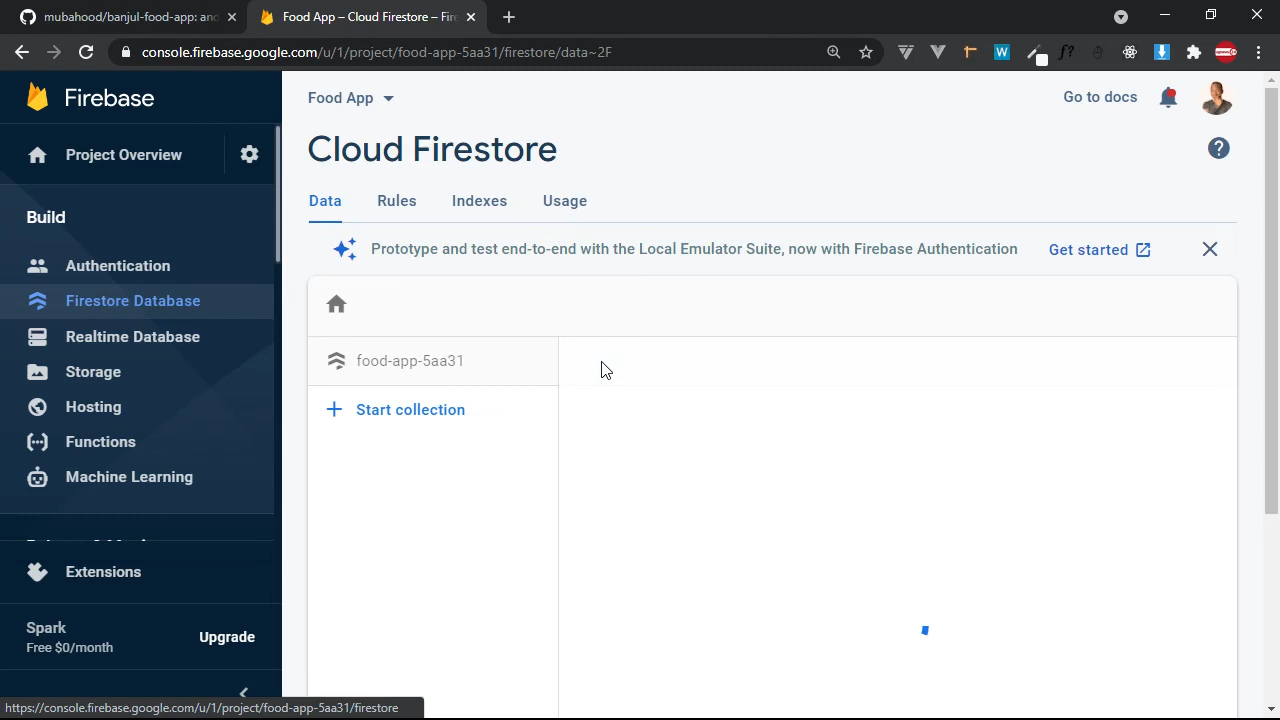 mubahood/banjul-food-app: and
Food App – Cloud Firestore – Fire
console.firebase.google.com/u/1/project/food-app-5aa31/firestore/data~2F
Firebase
Project Overview
Build
Authentication
Firestore Database
Realtime Database
Storage
Hosting
Functions
Machine Learning
Extensions
Spark
Free $0/month
Upgrade
Food App
Go to docs
Cloud Firestore
Data
Rules
Indexes
Usage
Prototype and test end-to-end with the Local Emulator Suite, now with Firebase Authentication
Get started
food-app-5aa31
Start collection
https://console.firebase.google.com/u/1/project/food-app-5aa31/firestore